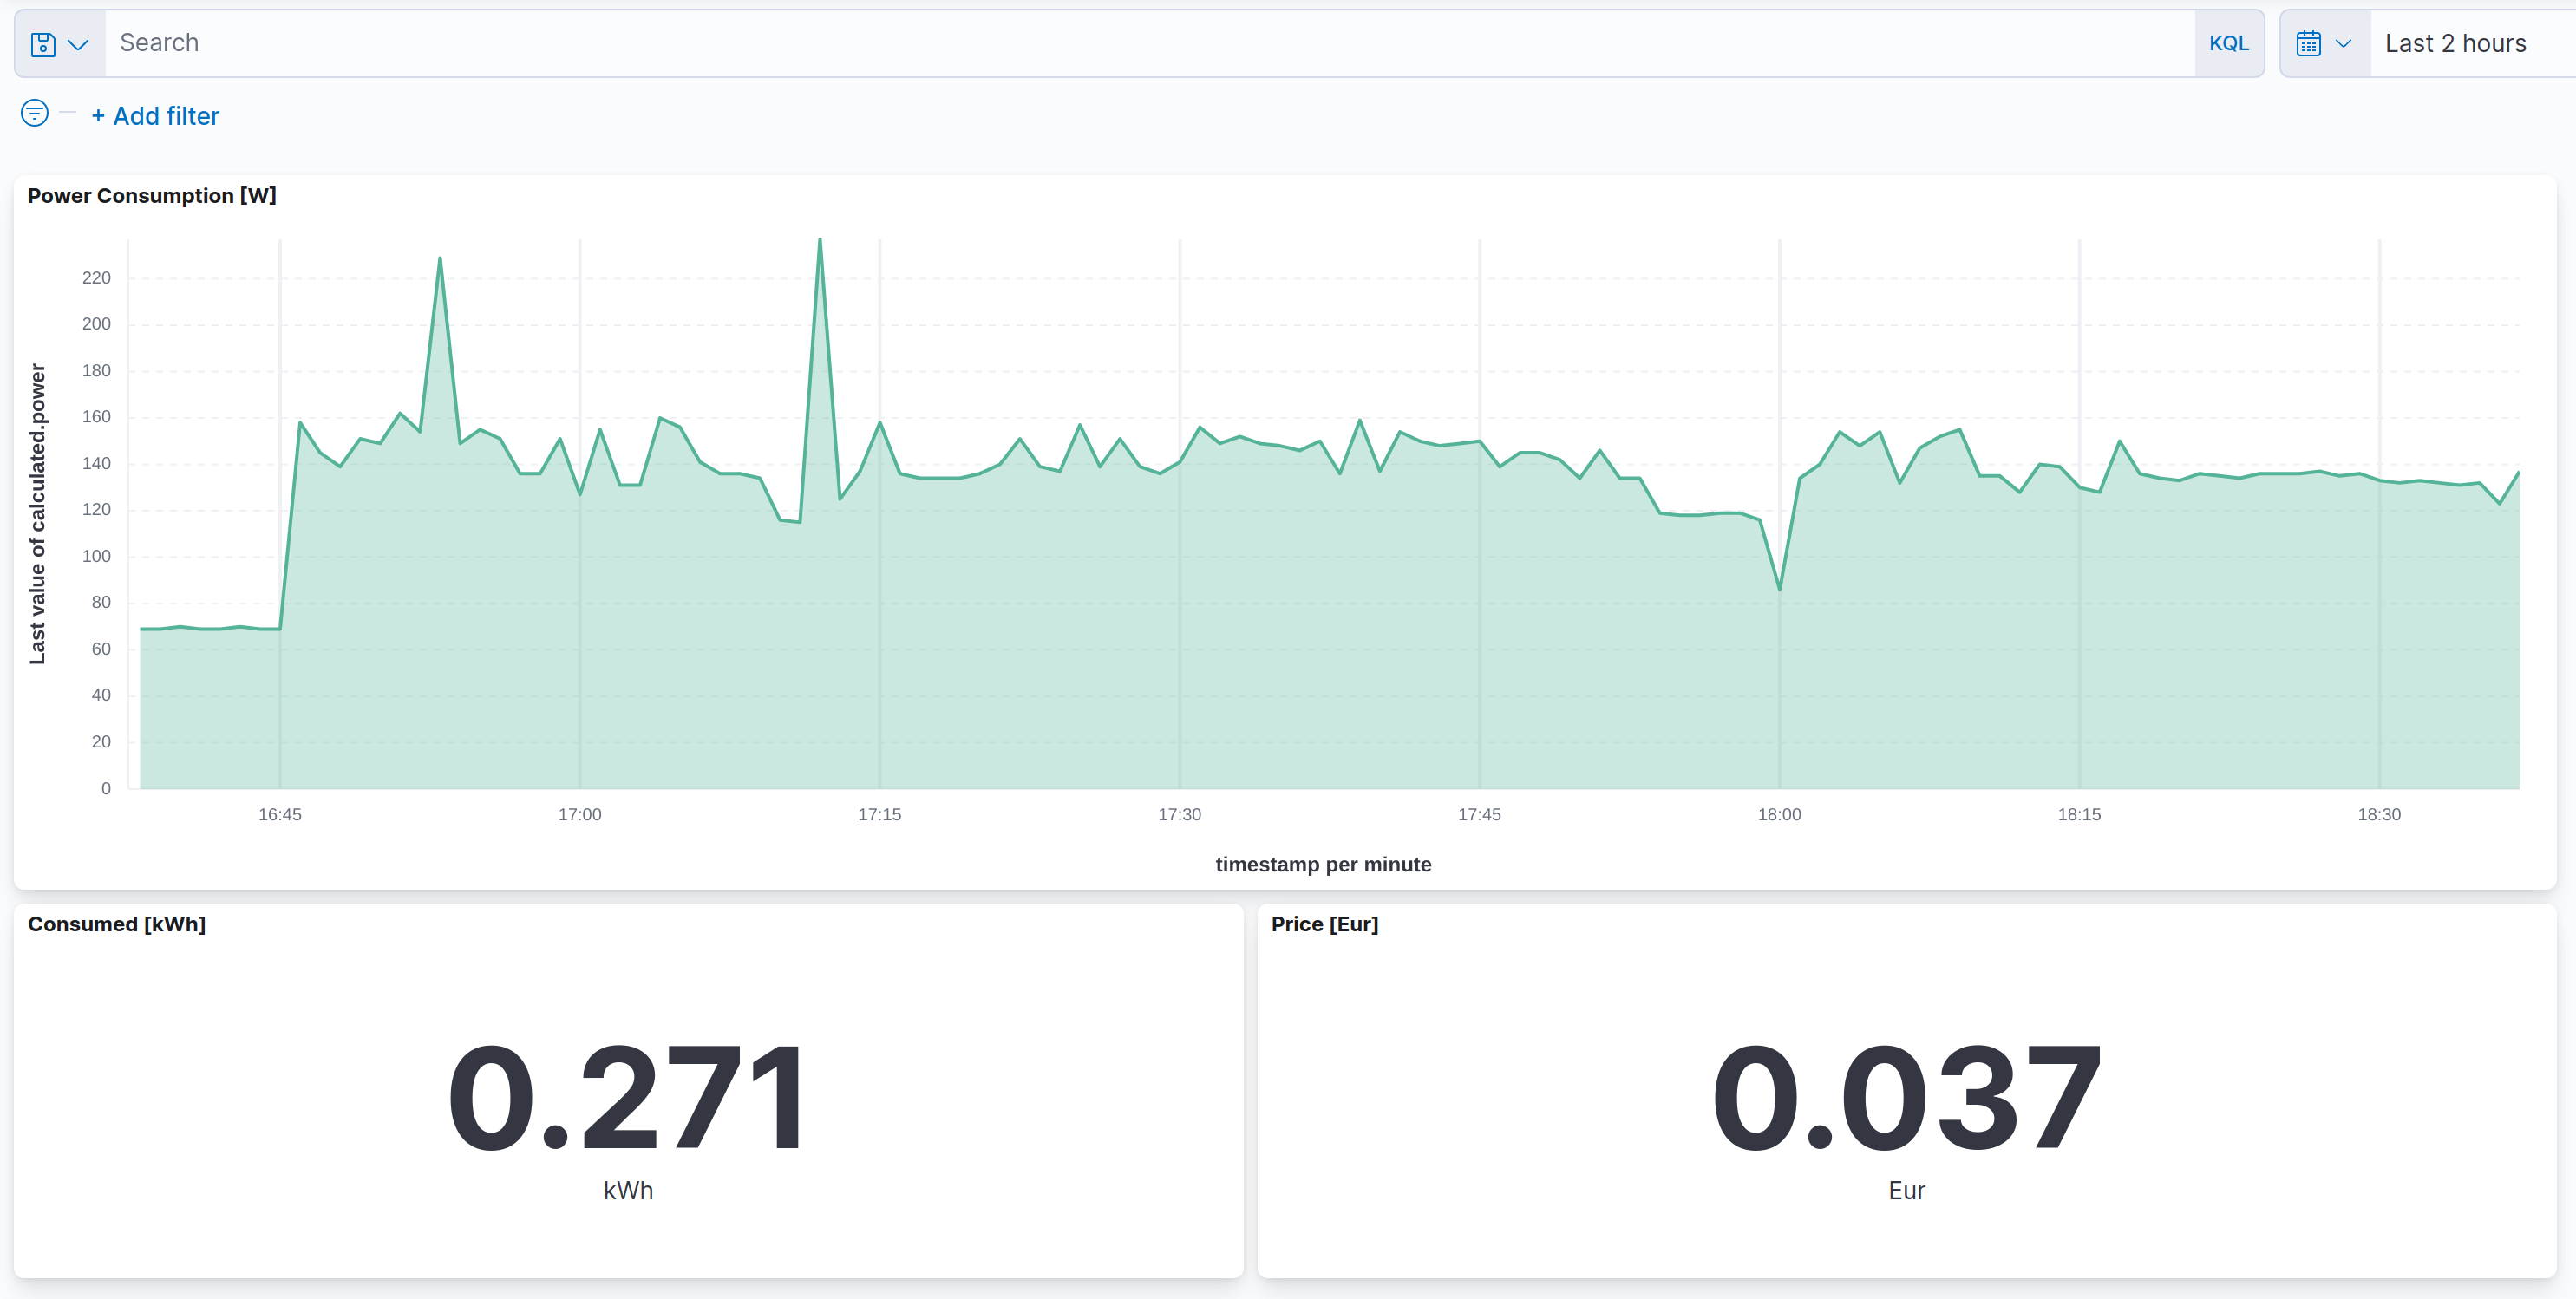 Search
KQL
Last 2 hours
+ Add filter
Power Consumption [W]
Last value of calculated.power
220
200
180
160
140
120
100
80
60
40
20
0
16:45 17:00 17:15 17:30 17:45 18:00 18:15 18:30
timestamp per minute
Consumed [kWh]
0.271
kWh
Price [Eur]
0.037
Eur